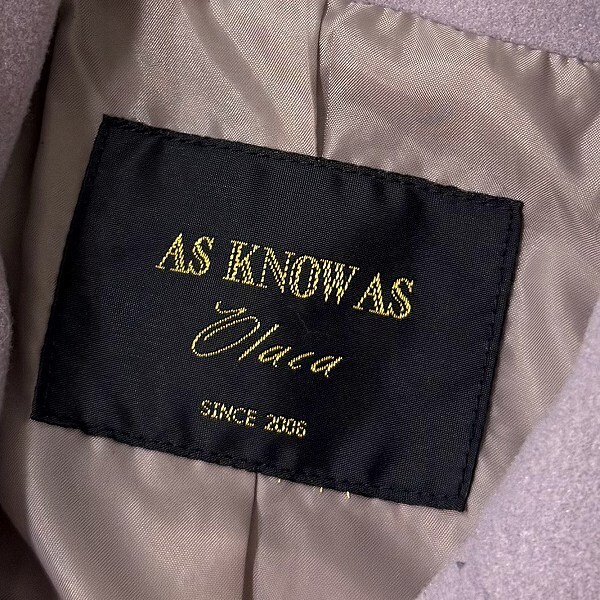 AS KNOW AS
olaca
SINCE 2006